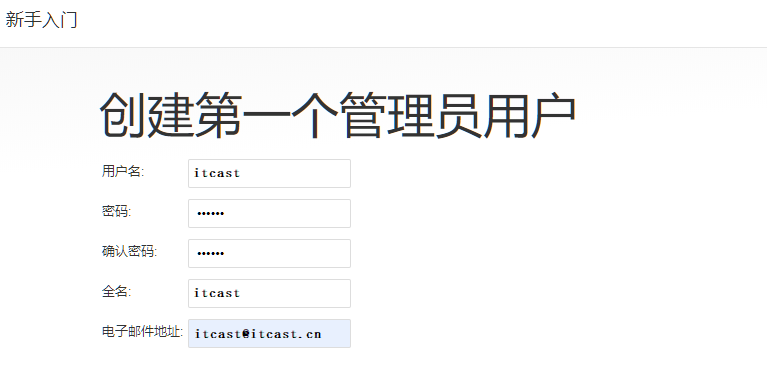 新手入门
创建第一个管理员用户
用户名: itcast
密码: ••••••
确认密码: ••••••
全名: itcast
电子邮件地址: itcast@itcast.cn